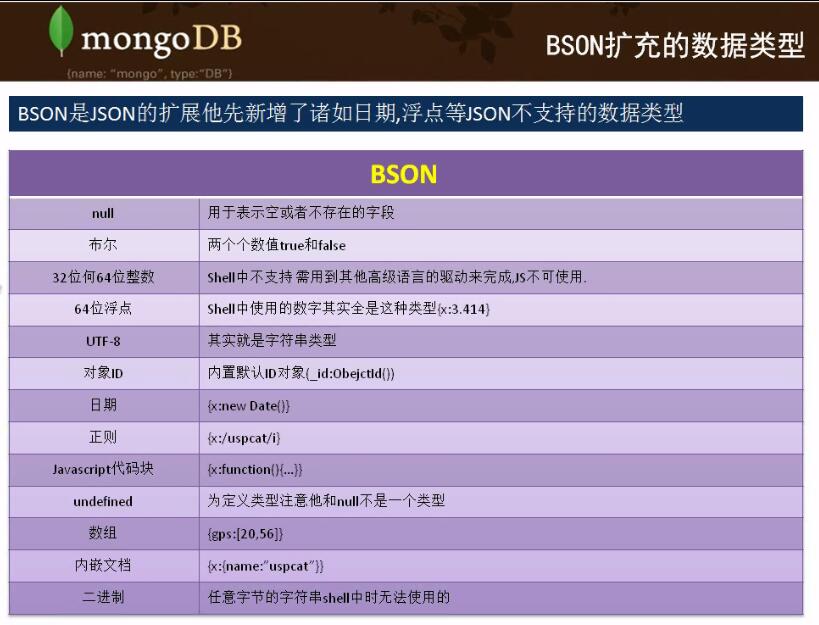 mongoDB
{name: "mongo", type:"DB"}
BSON扩充的数据类型
BSON是JSON的扩展他先新增了诸如日期,浮点等JSON不支持的数据类型
BSON
null 用于表示空或者不存在的字段
布尔 两个个数值true和false
32位何64位整数 Shell中不支持需用到其他高级语言的驱动来完成,JS不可使用.
64位浮点 Shell中使用的数字其实全是这种类型{x:3.414}
UTF-8 其实就是字符串类型
对象ID 内置默认ID对象{_id:ObejctId()}
日期 {x:new Date()}
正则 {x:/uspcat/i}
Javascript代码块 {x:function(){...}}
undefined 为定义类型注意他和null不是一个类型
数组 {gps:[20,56]}
内嵌文档 {x:{name:"uspcat"}}
二进制 任意字节的字符串shell中时无法使用的